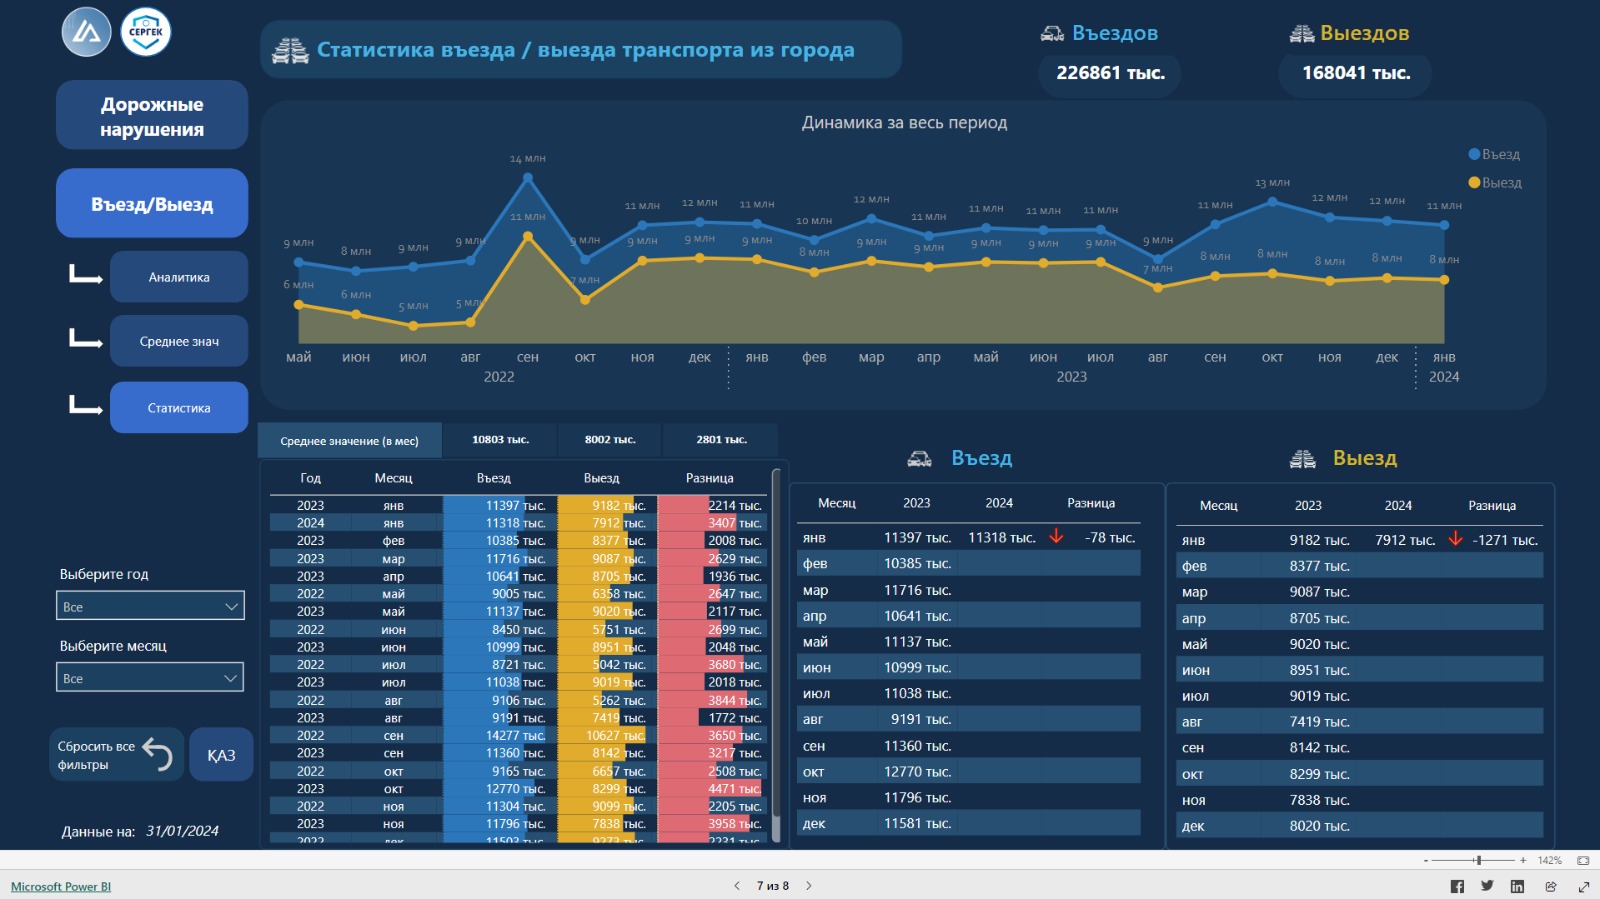 СЕРГЕК
Статистика въезда / выезда транспорта из города
Въездов
226861 тыс.
Выездов
168041 тыс.
Дорожные
нарушения
Въезд/Выезд
Аналитика
Среднее знач
Статистика
Динамика за весь период
Въезд
Выезд
9 млн 8 млн 9 млн 9 млн 14 млн 9 млн 11 млн 12 млн 11 млн 10 млн 12 млн 11 млн 11 млн 11 млн 11 млн 9 млн 11 млн 13 млн 12 млн 12 млн 11 млн
6 млн 6 млн 5 млн 5 млн 11 млн 7 млн 9 млн 9 млн 9 млн 8 млн 9 млн 9 млн 9 млн 9 млн 9 млн 7 млн 8 млн 8 млн 8 млн 8 млн 8 млн
май июн июл авг сен окт ноя дек янв фев мар апр май июн июл авг сен окт ноя дек янв
2022 2023 2024
Среднее значение (в мес) 10803 тыс. 8002 тыс. 2801 тыс.
Год Месяц Въезд Выезд Разница
2023 янв 11397 тыс. 9182 тыс. 2214 тыс.
2024 янв 11318 тыс. 7912 тыс. 3407 тыс.
2023 фев 10385 тыс. 8377 тыс. 2008 тыс.
2023 мар 11716 тыс. 9087 тыс. 2629 тыс.
2023 апр 10641 тыс. 8705 тыс. 1936 тыс.
2022 май 9005 тыс. 6358 тыс. 2647 тыс.
2023 май 11137 тыс. 9020 тыс. 2117 тыс.
2022 июн 8450 тыс. 5751 тыс. 2699 тыс.
2023 июн 10999 тыс. 8951 тыс. 2048 тыс.
2022 июл 8721 тыс. 5042 тыс. 3680 тыс.
2023 июл 11038 тыс. 9019 тыс. 2018 тыс.
2022 авг 9106 тыс. 5262 тыс. 3844 тыс.
2023 авг 9191 тыс. 7419 тыс. 1772 тыс.
2022 сен 14277 тыс. 10627 тыс. 3650 тыс.
2023 сен 11360 тыс. 8142 тыс. 3217 тыс.
2022 окт 9165 тыс. 6657 тыс. 2508 тыс.
2023 окт 12770 тыс. 8299 тыс. 4471 тыс.
2022 ноя 11304 тыс. 9099 тыс. 2205 тыс.
2023 ноя 11796 тыс. 7838 тыс. 3958 тыс.
2022 дек 11503 тыс. 9272 тыс. 2231 тыс.
Въезд
Месяц 2023 2024 Разница
янв 11397 тыс. 11318 тыс. -78 тыс.
фев 10385 тыс.
мар 11716 тыс.
апр 10641 тыс.
май 11137 тыс.
июн 10999 тыс.
июл 11038 тыс.
авг 9191 тыс.
сен 11360 тыс.
окт 12770 тыс.
ноя 11796 тыс.
дек 11581 тыс.
Выезд
Месяц 2023 2024 Разница
янв 9182 тыс. 7912 тыс. -1271 тыс.
фев 8377 тыс.
мар 9087 тыс.
апр 8705 тыс.
май 9020 тыс.
июн 8951 тыс.
июл 9019 тыс.
авг 7419 тыс.
сен 8142 тыс.
окт 8299 тыс.
ноя 7838 тыс.
дек 8020 тыс.
Выберите год
Все
Выберите месяц
Все
Сбросить все
фильтры
ҚАЗ
Данные на: 31/01/2024
- + 142%
Microsoft Power BI
7 из 8